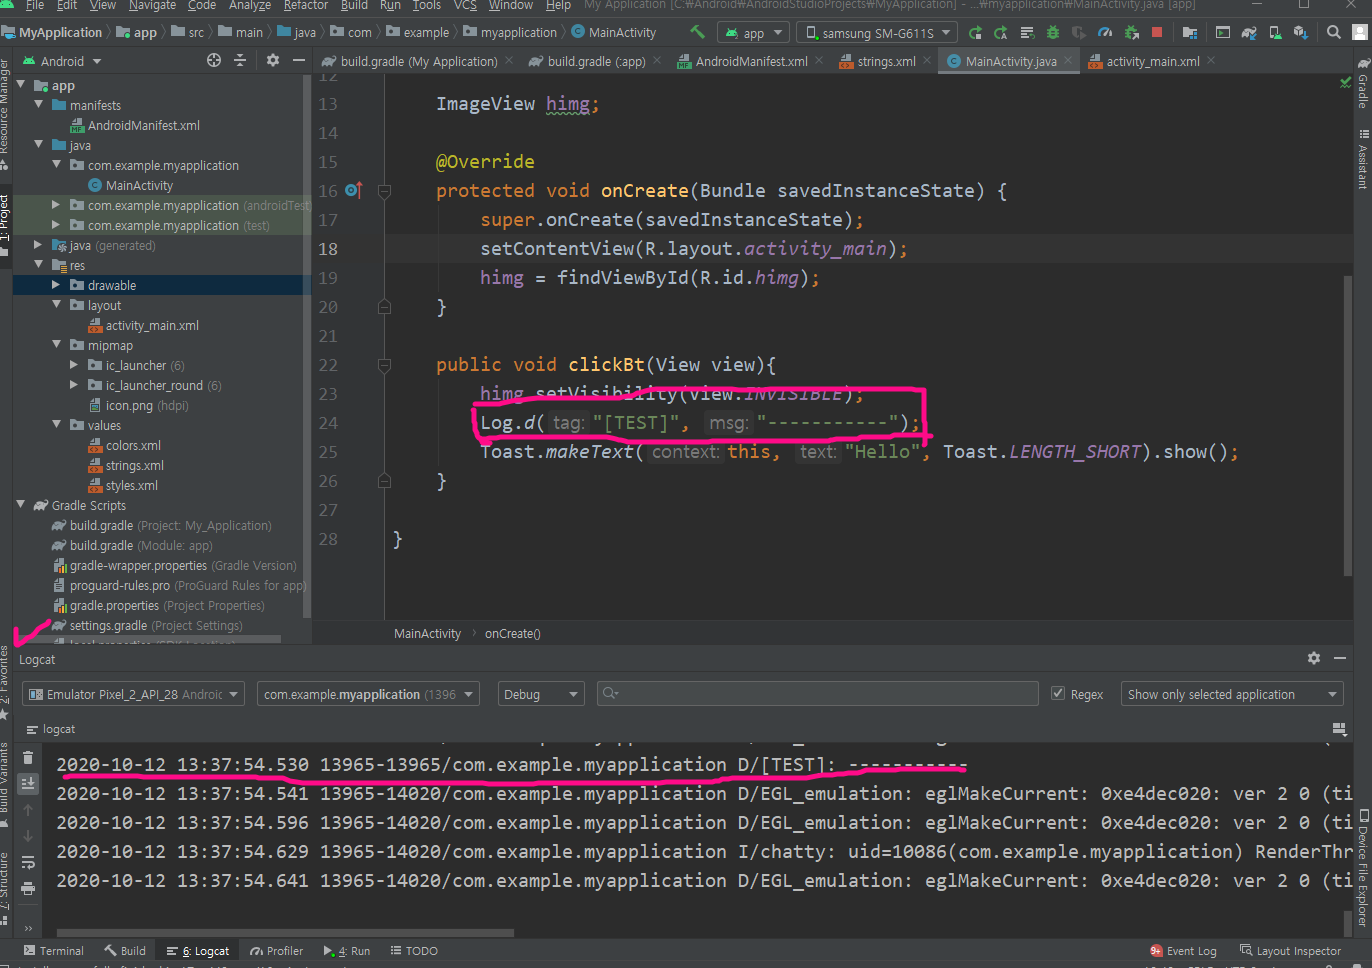 File Edit View Navigate Code Analyze Refactor Build Run Tools VCS Window Help My Application [C:₩Android₩AndroidStudioProjects₩MyApplication] - ...₩myapplication₩MainActivity.java [app]
MyApplication app src main java com example myapplication MainActivity app samsung SM-G611S
Android
build.gradle (My Application) build.gradle (:app) AndroidManifest.xml strings.xml MainActivity.java activity_main.xml
Resource Manager
1: Project
2: Favorites
Build Variants
7: Structure
app
manifests
AndroidManifest.xml
java
com.example.myapplication
MainActivity
com.example.myapplication (androidTest)
com.example.myapplication (test)
java (generated)
res
drawable
layout
activity_main.xml
mipmap
ic_launcher (6)
ic_launcher_round (6)
icon.png (hdpi)
values
colors.xml
strings.xml
styles.xml
Gradle Scripts
build.gradle (Project: My_Application)
build.gradle (Module: app)
gradle-wrapper.properties (Gradle Version)
proguard-rules.pro (ProGuard Rules for app)
gradle.properties (Project Properties)
settings.gradle (Project Settings)
12
13 ImageView himg;
14
15 @Override
16 protected void onCreate(Bundle savedInstanceState) {
17 super.onCreate(savedInstanceState);
18 setContentView(R.layout.activity_main);
19 himg = findViewById(R.id.himg);
20 }
21
22 public void clickBt(View view){
23 himg.setVisibility(View.INVISIBLE);
24 Log.d( tag: "[TEST]", msg: "-----------");
25 Toast.makeText( context: this, text: "Hello", Toast.LENGTH_SHORT).show();
26 }
27
28 }
MainActivity onCreate()
Gradle
Assistant
Device File Explorer
Logcat
Emulator Pixel_2_API_28 Android com.example.myapplication (1396 Debug Regex Show only selected application
logcat
2020-10-12 13:37:54.530 13965-13965/com.example.myapplication D/[TEST]: -----------
2020-10-12 13:37:54.541 13965-14020/com.example.myapplication D/EGL_emulation: eglMakeCurrent: 0xe4dec020: ver 2 0 (ti
2020-10-12 13:37:54.596 13965-14020/com.example.myapplication D/EGL_emulation: eglMakeCurrent: 0xe4dec020: ver 2 0 (ti
2020-10-12 13:37:54.629 13965-14020/com.example.myapplication I/chatty: uid=10086(com.example.myapplication) RenderThr
2020-10-12 13:37:54.641 13965-14020/com.example.myapplication D/EGL_emulation: eglMakeCurrent: 0xe4dec020: ver 2 0 (ti
Terminal Build 6: Logcat Profiler 4: Run TODO Event Log Layout Inspector